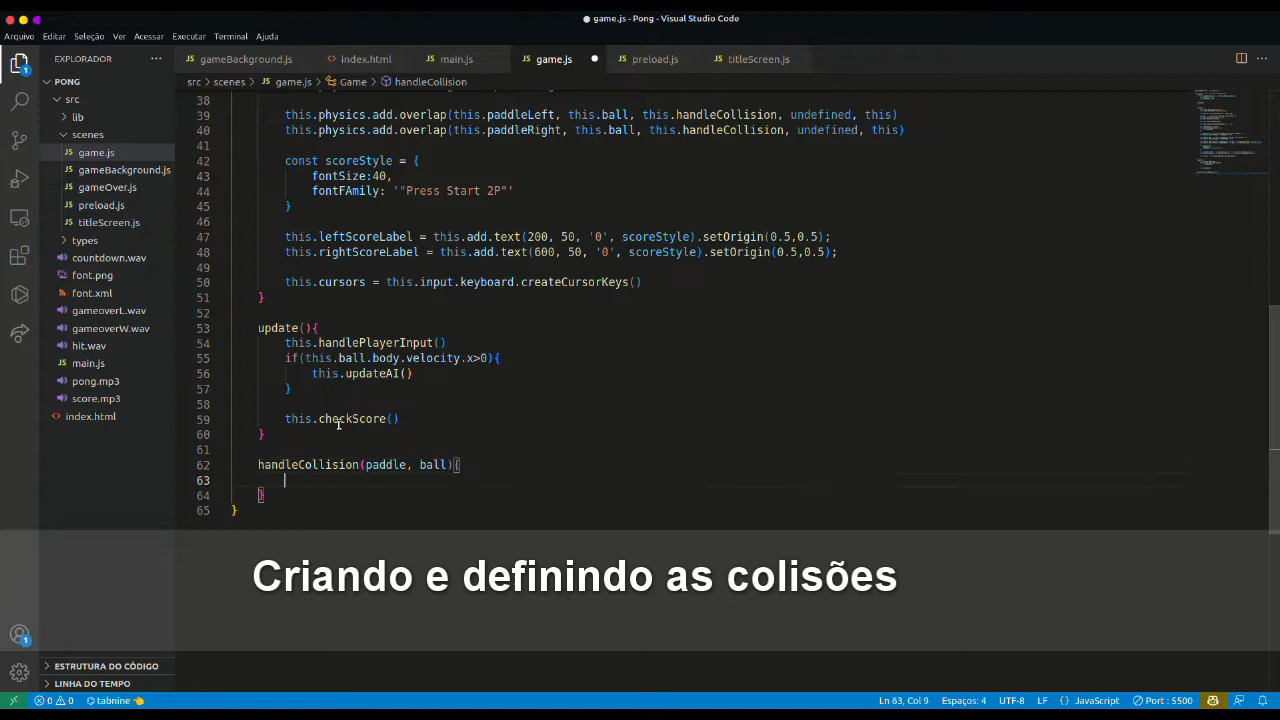 game.js - Pong - Visual Studio Code
Arquivo Editar Seleção Ver Acessar Executar Terminal Ajuda
EXPLORADOR
JS gameBackground.js
index.html
JS main.js
JS game.js
JS preload.js
JS titleScreen.js
src > scenes > JS game.js > Game > handleCollision
PONG
src
lib
scenes
JS game.js
JS gameBackground.js
JS gameOver.js
JS preload.js
JS titleScreen.js
types
countdown.wav
font.png
font.xml
gameoverL.wav
gameoverW.wav
hit.wav
JS main.js
pong.mp3
score.mp3
index.html
38
39 this.physics.add.overlap(this.paddleLeft, this.ball, this.handleCollision, undefined, this)
40 this.physics.add.overlap(this.paddleRight, this.ball, this.handleCollision, undefined, this)
41
42 const scoreStyle = {
43 fontSize:40,
44 fontFAmily: '"Press Start 2P"'
45 }
46
47 this.leftScoreLabel = this.add.text(200, 50, '0', scoreStyle).setOrigin(0.5,0.5);
48 this.rightScoreLabel = this.add.text(600, 50, '0', scoreStyle).setOrigin(0.5,0.5);
49
50 this.cursors = this.input.keyboard.createCursorKeys()
51 }
52
53 update(){
54 this.handlePlayerInput()
55 if(this.ball.body.velocity.x>0){
56 this.updateAI()
57 }
58
59 this.checkScore()
60 }
61
62 handleCollision(paddle, ball){
63
64 }
65 }
Criando e definindo as colisões
1
1
ESTRUTURA DO CÓDIGO
LINHA DO TEMPO
0 0 tabnine Ln 63, Col 9 Espaços: 4 UTF-8 LF {} JavaScript Port : 5500